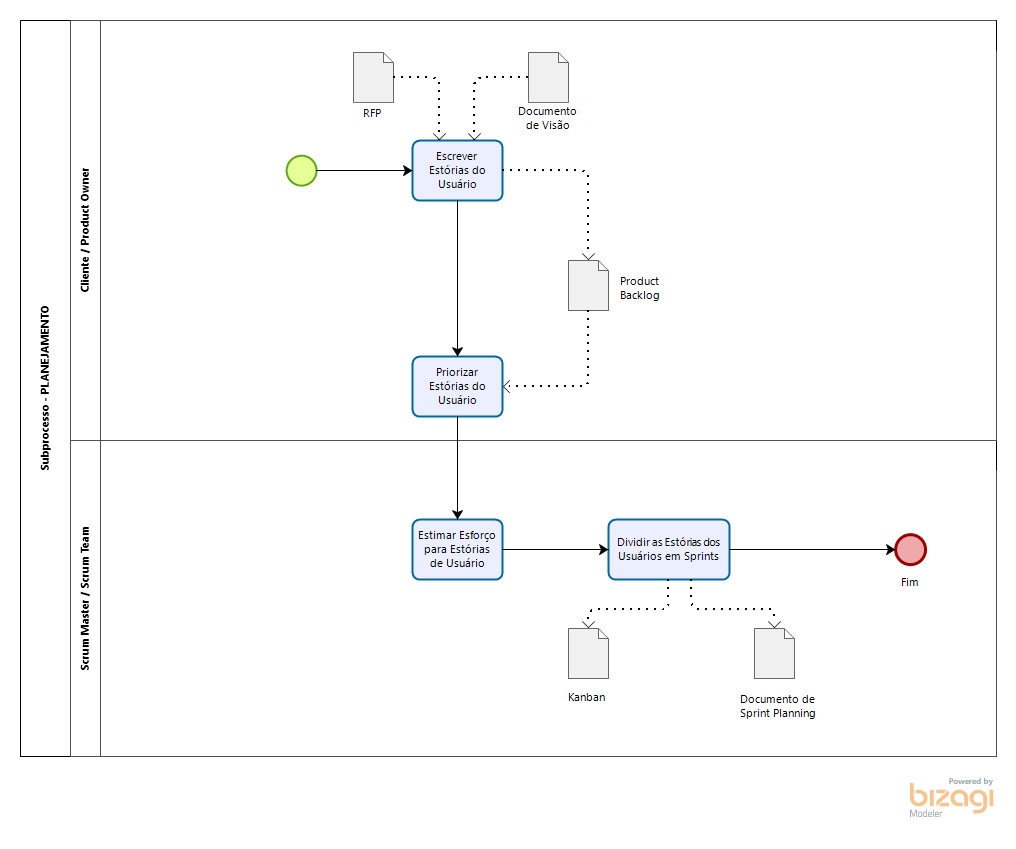 Subprocesso - PLANEJAMENTO
Cliente / Product Owner
RFP
Documento
de Visão
Escrever
Estórias do
Usuário
Product
Backlog
Priorizar
Estórias do
Usuário
Scrum Master / Scrum Team
Estimar Esforço
para Estórias
de Usuário
Dividir as Estórias dos
Usuários em Sprints
Fim
Kanban
Documento de
Sprint Planning
Powered by
bizagi
Modeler